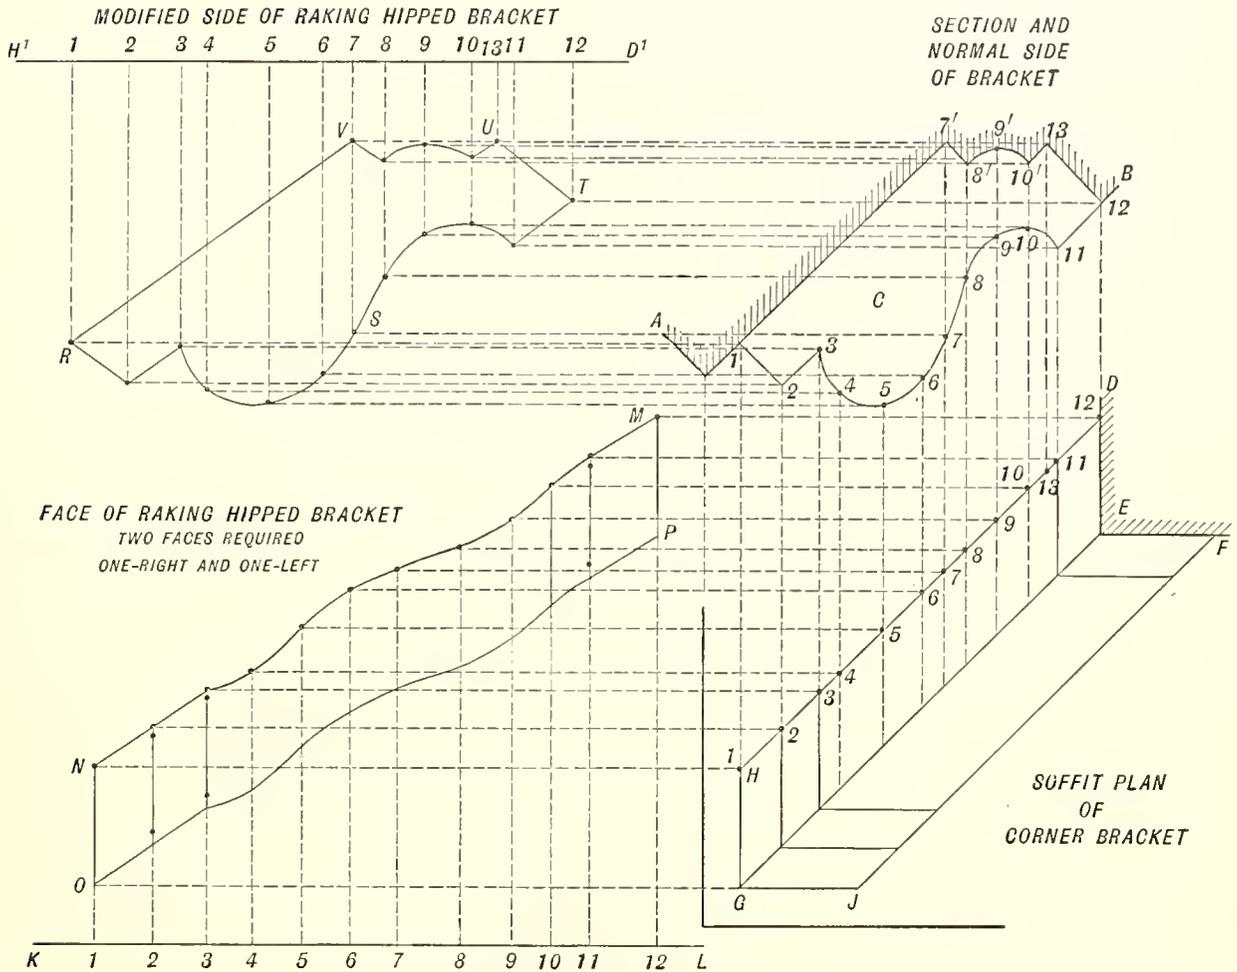 MODIFIED SIDE OF RAKING HIPPED BRACKET
H¹ 1 2 3 4 5 6 7 8 9 10 13 11 12 D¹
SECTION AND
NORMAL SIDE
OF BRACKET
V U T
R S
7' 9' 13
8' 10' B
12
9 10 11
8
C
A
1 3 7
2 4 5 6
D
12
M
10 13 11
E
F
9
8
7
6
5
4
3
2
1
H
FACE OF RAKING HIPPED BRACKET
TWO FACES REQUIRED
ONE-RIGHT AND ONE-LEFT
P
N
O
G J
SOFFIT PLAN
OF
CORNER BRACKET
K 1 2 3 4 5 6 7 8 9 10 11 12 L